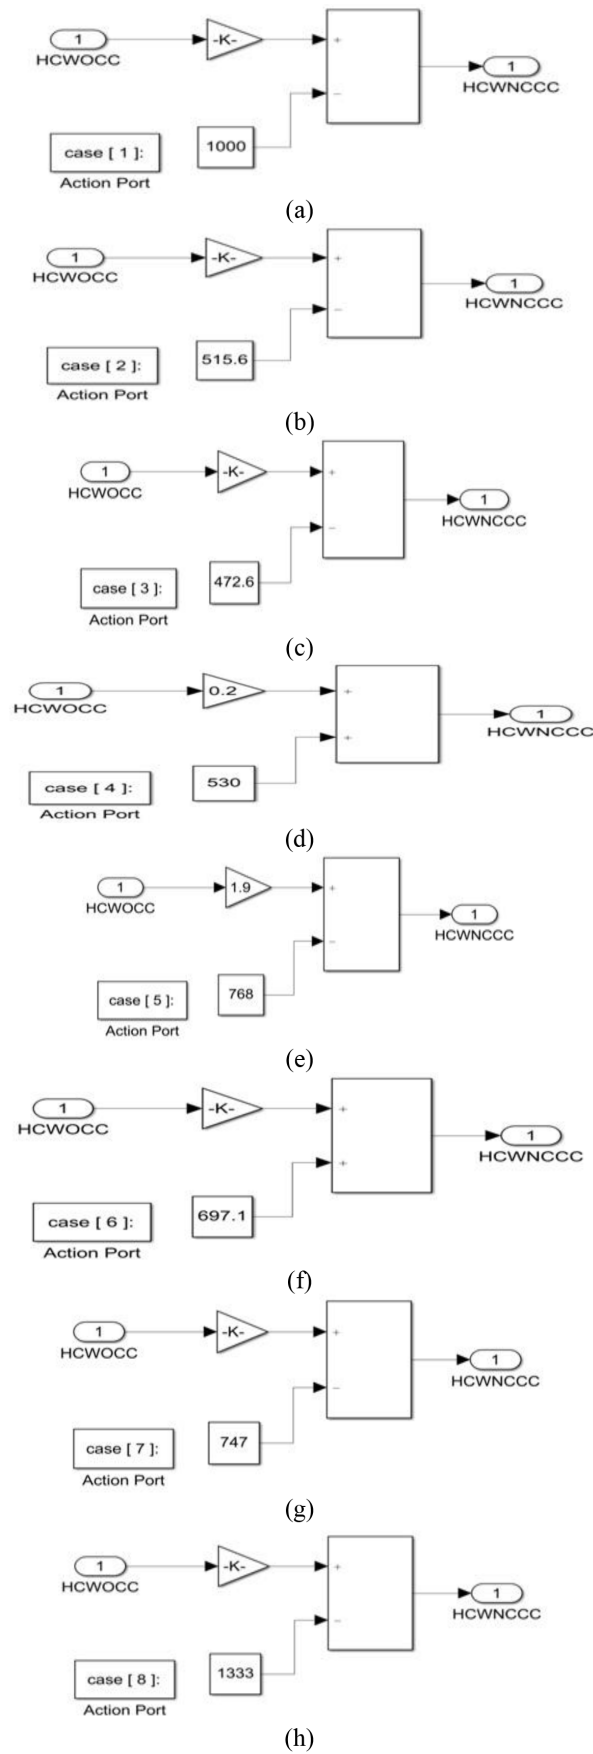 1
-K-
+
HCWOCC
1
HCWNCCC
−
case [ 1 ]:
1000
Action Port
(a)
1
-K-
+
HCWOCC
1
HCWNCCC
−
case [ 2 ]:
515.6
Action Port
(b)
1
-K-
+
HCWOCC
1
HCWNCCC
−
case [ 3 ]:
472.6
Action Port
(c)
1
0.2
+
HCWOCC
1
HCWNCCC
+
case [ 4 ]:
530
Action Port
(d)
1
1.9
+
HCWOCC
1
HCWNCCC
−
case [ 5 ]:
768
Action Port
(e)
1
-K-
+
HCWOCC
1
HCWNCCC
+
case [ 6 ]:
697.1
Action Port
(f)
1
-K-
+
HCWOCC
1
HCWNCCC
−
case [ 7 ]:
747
Action Port
(g)
1
-K-
+
HCWOCC
1
HCWNCCC
−
case [ 8 ]:
1333
Action Port
(h)